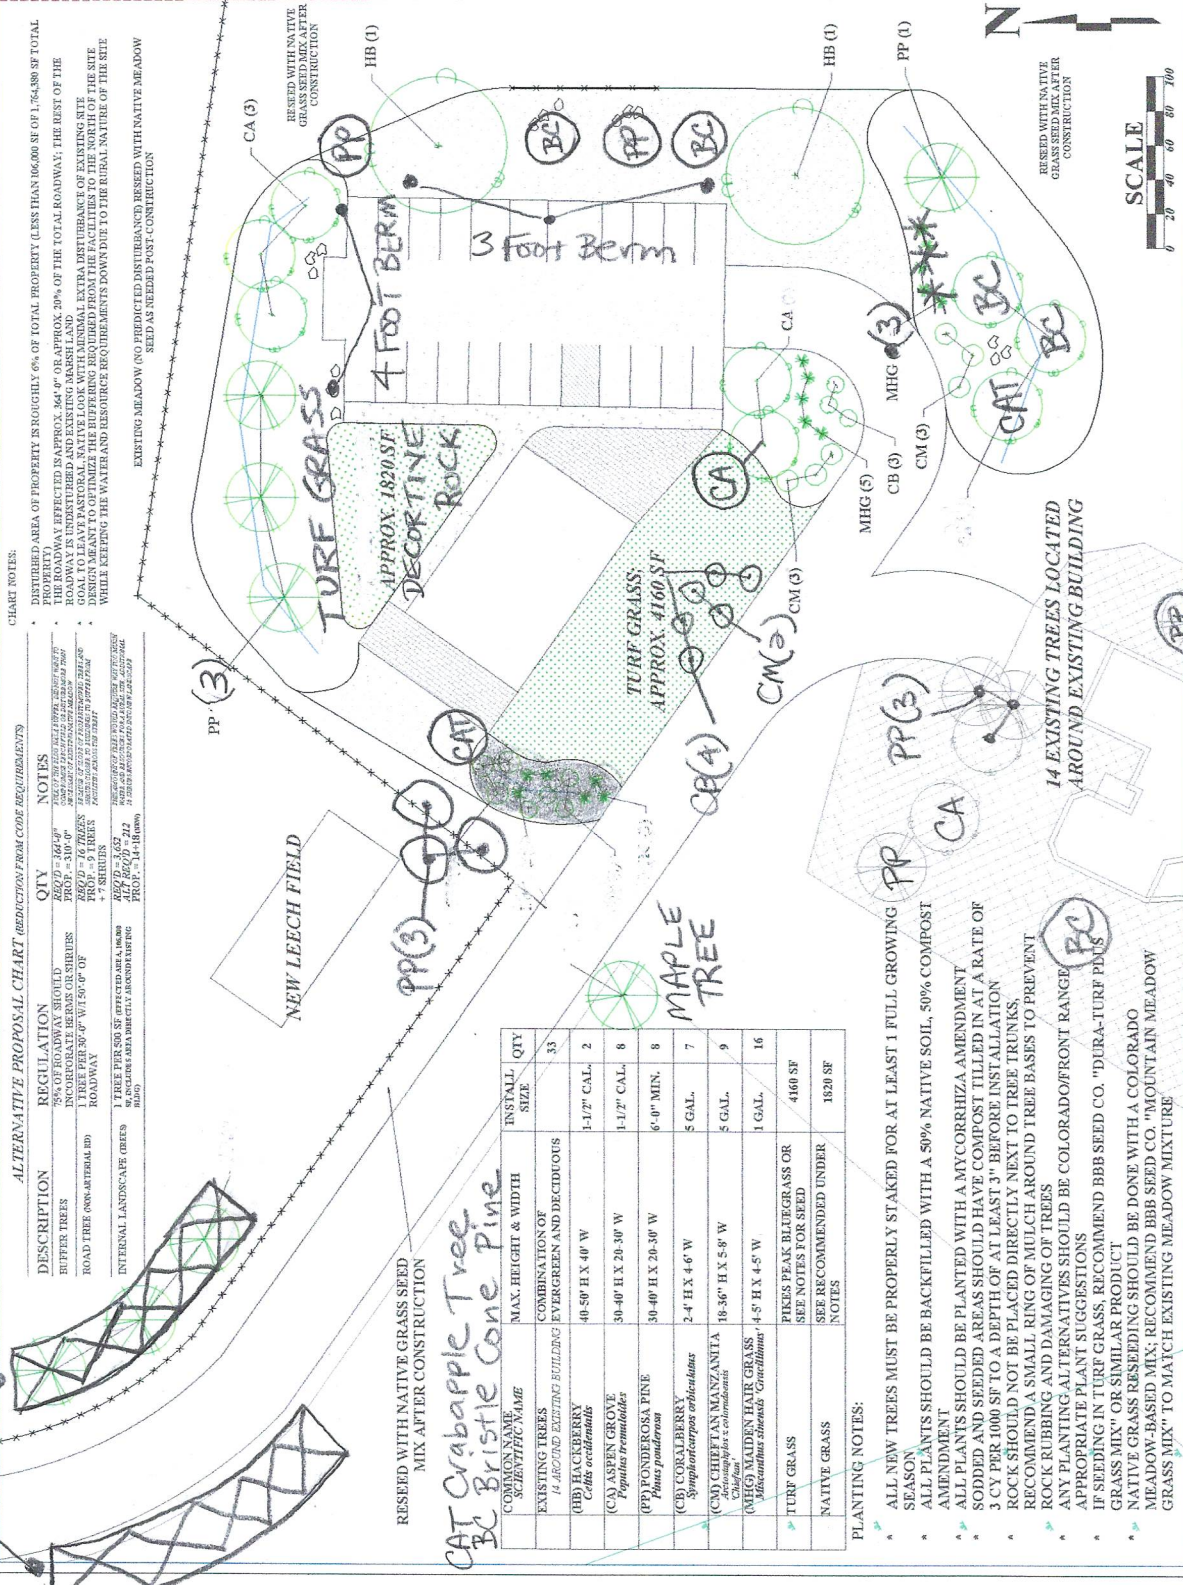 CHART NOTES:
^ DISTURBED AREA OF PROPERTY IS ROUGHLY 6% OF TOTAL PROPERTY (LESS THAN 106,000 SF OF 1,764,380 SF TOTAL
PROPERTY)
^ THE ROADWAY EFFECTED IS APPROX. 364'-0" OR APPROX. 20% OF THE TOTAL ROADWAY; THE REST OF THE
ROADWAY IS UNDISTURBED AND EXISTING MARSH LAND
^ GOAL TO LEAVE PASTORAL, NATIVE LOOK WITH MINIMAL EXTRA DISTURBANCE OF EXISTING SITE
^ DESIGN MEANT TO OPTIMIZE THE BUFFERING REQUIRED FROM THE FACILITIES TO THE NORTH OF THE SITE
WHILE KEEPING THE WATER AND RESOURCE REQUIREMENTS DOWN DUE TO THE RURAL NATURE OF THE SITE
EXISTING MEADOW (NO PREDICTED DISTURBANCE) RESEED WITH NATIVE MEADOW
SEED AS NEEDED POST-CONSTRUCTION
ALTERNATIVE PROPOSAL CHART (REDUCTION FROM CODE REQUIREMENTS)
DESCRIPTION REGULATION QTY NOTES
BUFFER TREES 75% OF ROADWAY SHOULD REQ'D = 364'-0"
INCORPORATE BERMS OR SHRUBS PROP. = 310'-0"
ROAD TREE (NON-ARTERIAL RD) 1 TREE PER 30'-0" W/I 50'-0" OF REQ'D = 16 TREES
ROADWAY PROP. = 9 TREES
+ 7 SHRUBS
INTERNAL LANDSCAPE (TREES) 1 TREE PER 500 SF (EFFECTED AREA, 106,000 REQ'D = 3,652
SF, INCLUDES AREA DIRECTLY AROUND EXISTING ALT REQ'D = 212
BLDG) PROP. = 14+18 (NEW)
RESEED WITH NATIVE
GRASS SEED MIX AFTER
CONSTRUCTION
CA (3)
HB (1)
PP
BC
PP
BC
HB (1)
PP (1)
N
RESEED WITH NATIVE
GRASS SEED MIX AFTER
CONSTRUCTION
SCALE
0 20 40 60 80 100
4 FOOT BERM
3 Foot Berm
TURF GRASS
APPROX. 1820 SF
DECORTINE
ROCK
PP (3)
CA
CA
MHG (3)
BC
BC
CAT
CM (3)
CB (3)
MHG (5)
CM (3)
TURF GRASS:
APPROX. 4160 SF
CM(2)
CP(4)
CAT
PP(3)
NEW LEECH FIELD
MAPLE
TREE
14 EXISTING TREES LOCATED
AROUND EXISTING BUILDING
PP(3)
CA
PP
BC
PP
RESEED WITH NATIVE GRASS SEED
MIX AFTER CONSTRUCTION
CAT Crabapple Tree
BC Bristle Cone Pine
COMMON NAME MAX. HEIGHT & WIDTH INSTALL QTY
SCIENTIFIC NAME SIZE
EXISTING TREES COMBINATION OF 33
14 AROUND EXISTING BUILDING EVERGREEN AND DECIDUOUS
(HB) HACKBERRY 40-50' H X 40' W 1-1/2" CAL. 2
Celtis occidentalis
(CA) ASPEN GROVE 30-40' H X 20-30' W 1-1/2" CAL. 8
Populus tremuloides
(PP) PONDEROSA PINE 30-40' H X 20-30' W 6'-0" MIN. 8
Pinus ponderosa
(CB) CORALBERRY 2-4' H X 4-6' W 5 GAL. 7
Symphoricarpos orbiculatus
(CM) CHIEFTAN MANZANITA 18-36" H X 5-8' W 5 GAL. 9
Arctostaphylos x coloradoensis
'Chieftan'
(MHG) MAIDEN HAIR GRASS 4-5' H X 4-5' W 1 GAL. 16
Miscanthus sinensis 'Gracillimus'
TURF GRASS PIKES PEAK BLUEGRASS OR 4160 SF
SEE NOTES FOR SEED
NATIVE GRASS SEE RECOMMENDED UNDER 1820 SF
NOTES
PLANTING NOTES:
^ ALL NEW TREES MUST BE PROPERLY STAKED FOR AT LEAST 1 FULL GROWING
SEASON
^ ALL PLANTS SHOULD BE BACKFILLED WITH A 50% NATIVE SOIL, 50% COMPOST
AMENDMENT
^ ALL PLANTS SHOULD BE PLANTED WITH A MYCORRHIZA AMENDMENT
^ SODDED AND SEEDED AREAS SHOULD HAVE COMPOST TILLED IN AT A RATE OF
3 CY PER 1000 SF TO A DEPTH OF AT LEAST 3" BEFORE INSTALLATION
^ ROCK SHOULD NOT BE PLACED DIRECTLY NEXT TO TREE TRUNKS,
RECOMMEND A SMALL RING OF MULCH AROUND TREE BASES TO PREVENT
ROCK RUBBING AND DAMAGING OF TREES
^ ANY PLANTING ALTERNATIVES SHOULD BE COLORADO/FRONT RANGE
APPROPRIATE PLANT SUGGESTIONS
^ IF SEEDING IN TURF GRASS, RECOMMEND BBB SEED CO. "DURA-TURF PLUS
GRASS MIX" OR SIMILAR PRODUCT
^ NATIVE GRASS RESEEDING SHOULD BE DONE WITH A COLORADO
MEADOW-BASED MIX; RECOMMEND BBB SEED CO. "MOUNTAIN MEADOW
GRASS MIX" TO MATCH EXISTING MEADOW MIXTURE